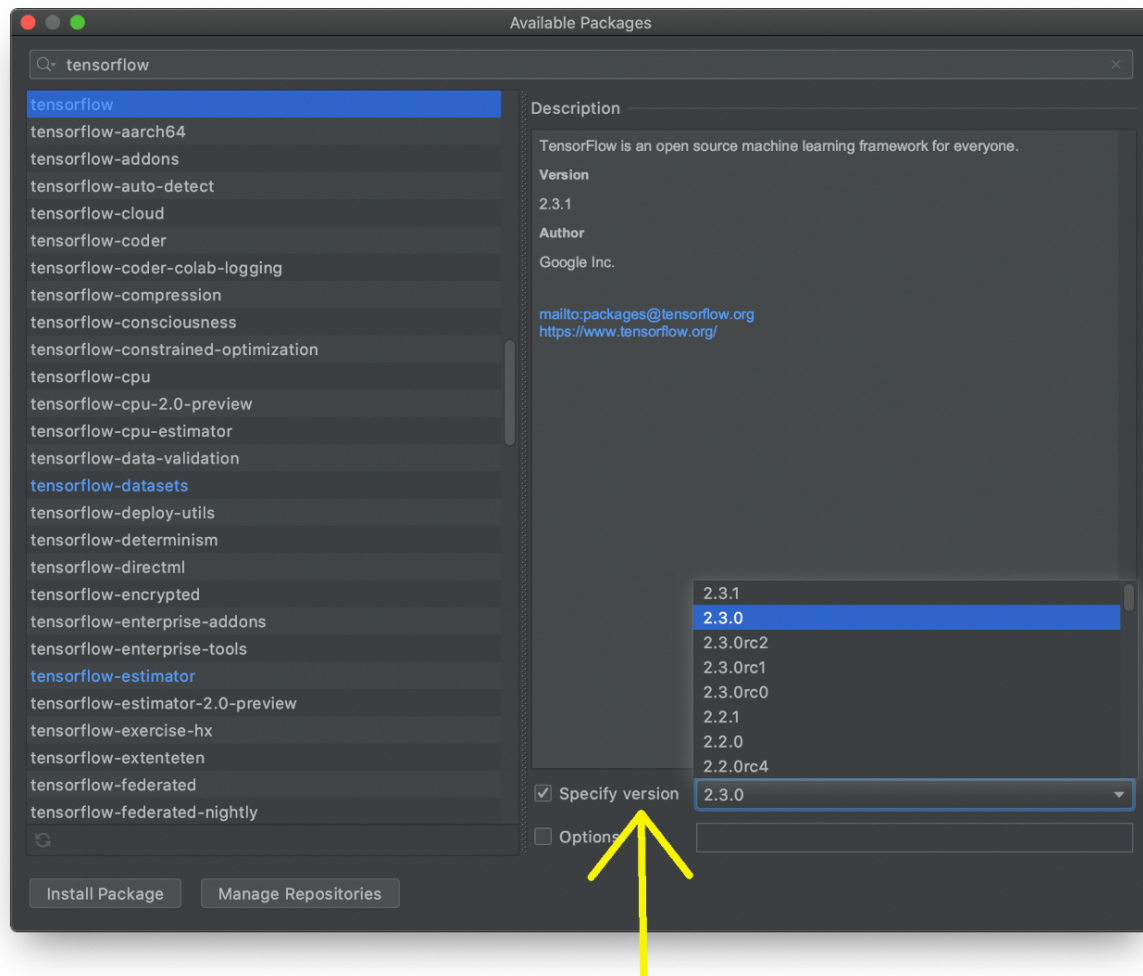 Available Packages
tensorflow
tensorflow
tensorflow-aarch64
tensorflow-addons
tensorflow-auto-detect
tensorflow-cloud
tensorflow-coder
tensorflow-coder-colab-logging
tensorflow-compression
tensorflow-consciousness
tensorflow-constrained-optimization
tensorflow-cpu
tensorflow-cpu-2.0-preview
tensorflow-cpu-estimator
tensorflow-data-validation
tensorflow-datasets
tensorflow-deploy-utils
tensorflow-determinism
tensorflow-directml
tensorflow-encrypted
tensorflow-enterprise-addons
tensorflow-enterprise-tools
tensorflow-estimator
tensorflow-estimator-2.0-preview
tensorflow-exercise-hx
tensorflow-extenteten
tensorflow-federated
tensorflow-federated-nightly
Description
TensorFlow is an open source machine learning framework for everyone.
Version
2.3.1
Author
Google Inc.
mailto:packages@tensorflow.org
https://www.tensorflow.org/
2.3.1
2.3.0
2.3.0rc2
2.3.0rc1
2.3.0rc0
2.2.1
2.2.0
2.2.0rc4
Specify version 2.3.0
Options
Install Package Manage Repositories